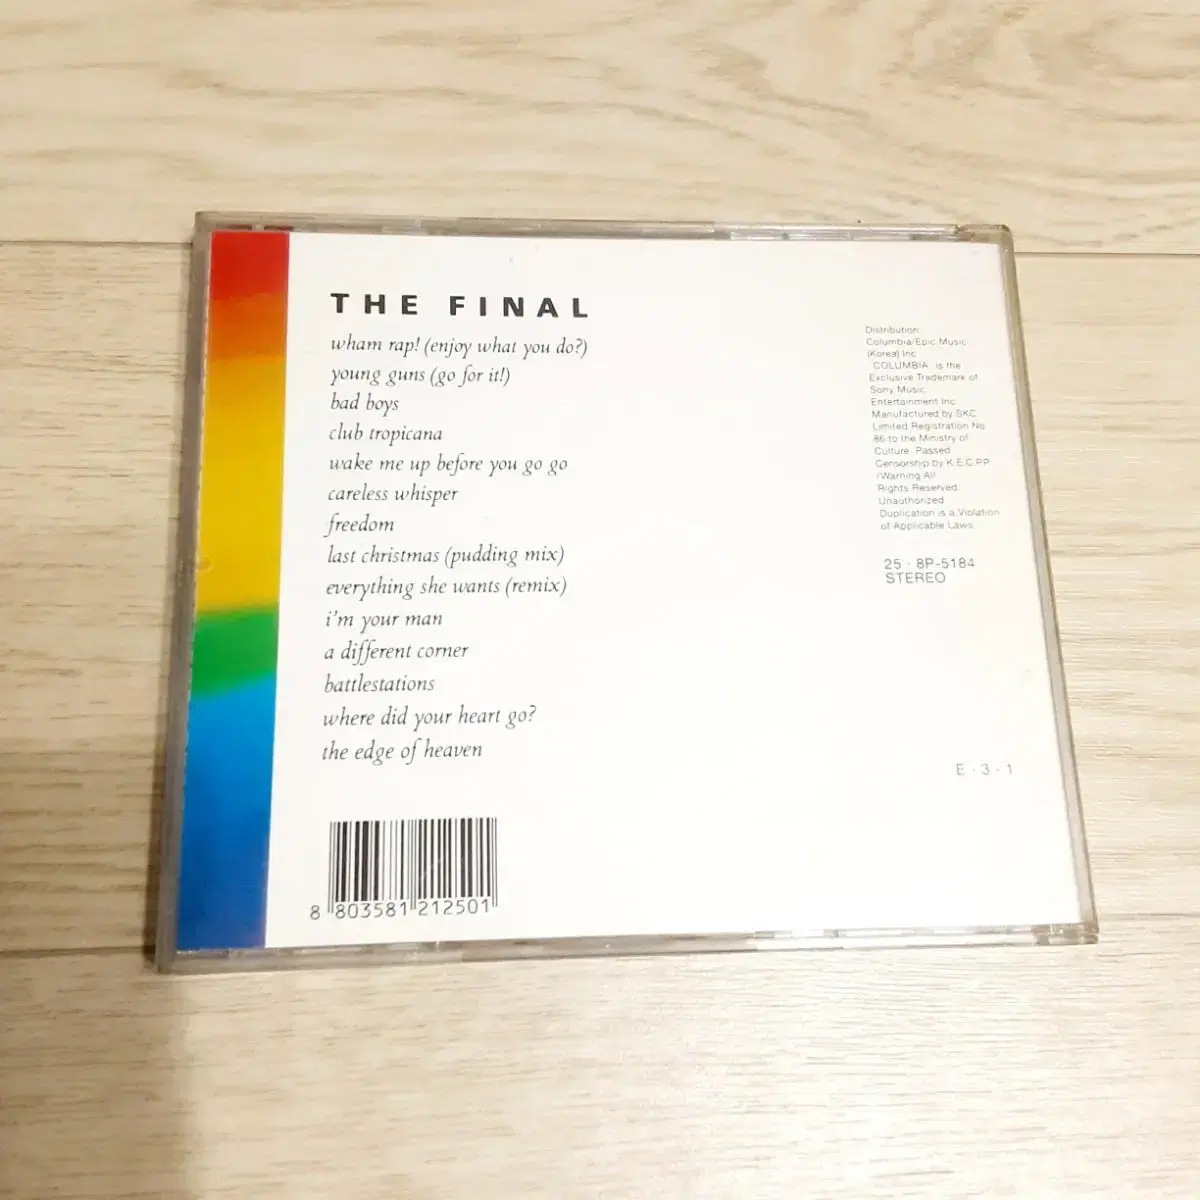 THE FINAL
wham rap! (enjoy what you do?)
young guns (go for it!)
bad boys
club tropicana
wake me up before you go go
careless whisper
freedom
last christmas (pudding mix)
everything she wants (remix)
i'm your man
a different corner
battlestations
where did your heart go?
the edge of heaven
8 803581 212501
Distribution:
Columbia/Epic Music
(Korea) Inc
COLUMBIA. is the
Exclusive Trademark of
Sony Music
Entertainment Inc
Manufactured by SKC
Limited Registration No
86 to the Ministry of
Culture. Passed
Censorship by K.E.C.P.P
/Warning All
Rights Reserved.
Unauthorized
Duplication is a Violation
of Applicable Laws
25 · 8P-5184
STEREO
E · 3 · 1